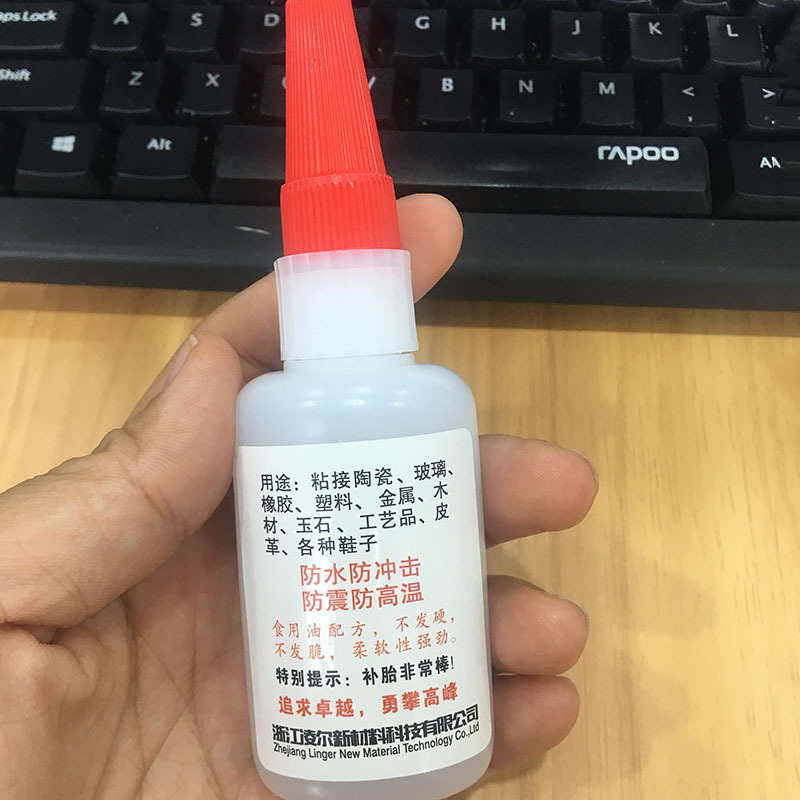 Caps Lock
A
S
D
G
H
J
K
L
Shift
Z
X
V
B
N
M
<
>
Alt
rapoo
用途：粘接陶瓷、玻璃、
橡胶、塑料、金属、木
材、玉石、工艺品、皮
革、各种鞋子
防水防冲击
防震防高温
食用油配方，不发硬，
不发脆，柔软性强劲。
特别提示：补胎非常棒！
追求卓越，勇攀高峰
浙江凌尔新材料科技有限公司
Zhejiang Linger New Material Technology Co.,Ltd